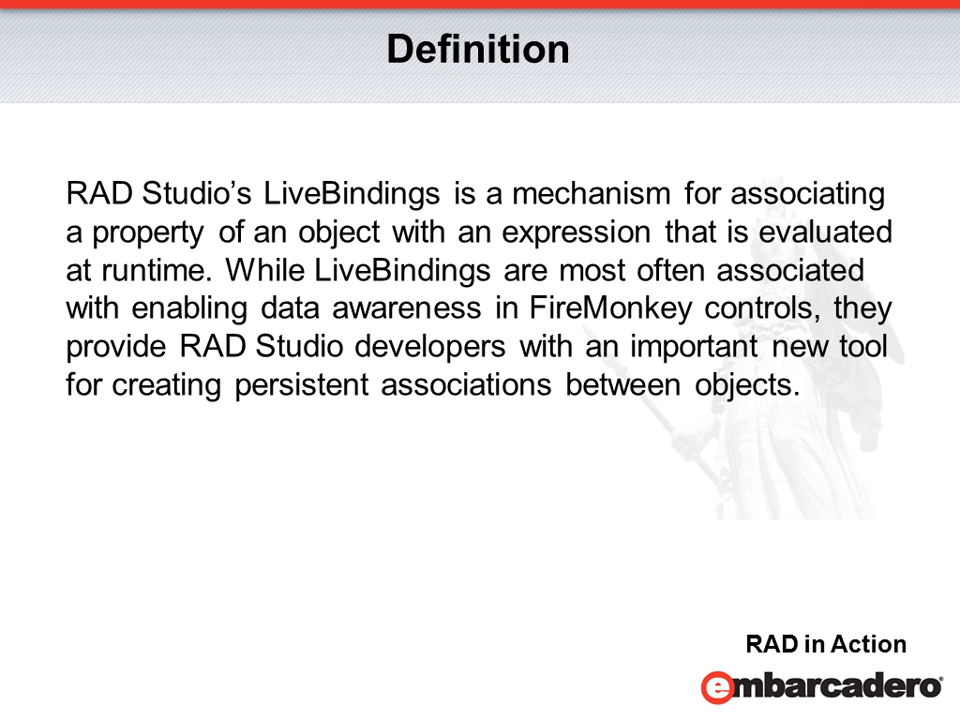 Definition
RAD Studio’s LiveBindings is a mechanism for associating
a property of an object with an expression that is evaluated
at runtime. While LiveBindings are most often associated
with enabling data awareness in FireMonkey controls, they
provide RAD Studio developers with an important new tool
for creating persistent associations between objects.
RAD in Action
embarcadero®